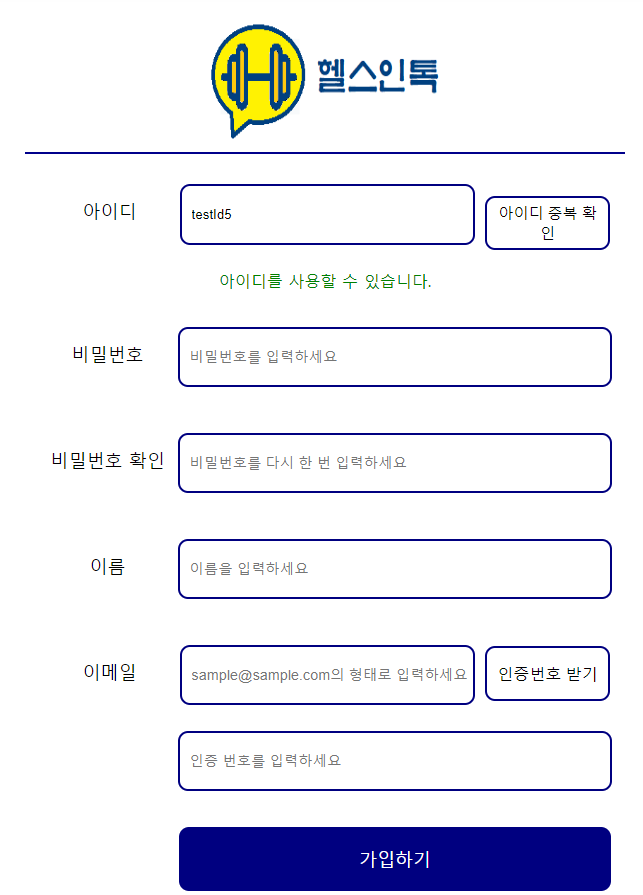 헬스인톡
아이디
testId5
아이디 중복 확
인
아이디를 사용할 수 있습니다.
비밀번호
비밀번호를 입력하세요
비밀번호 확인
비밀번호를 다시 한 번 입력하세요
이름
이름을 입력하세요
이메일
sample@sample.com의 형태로 입력하세요
인증번호 받기
인증 번호를 입력하세요
가입하기